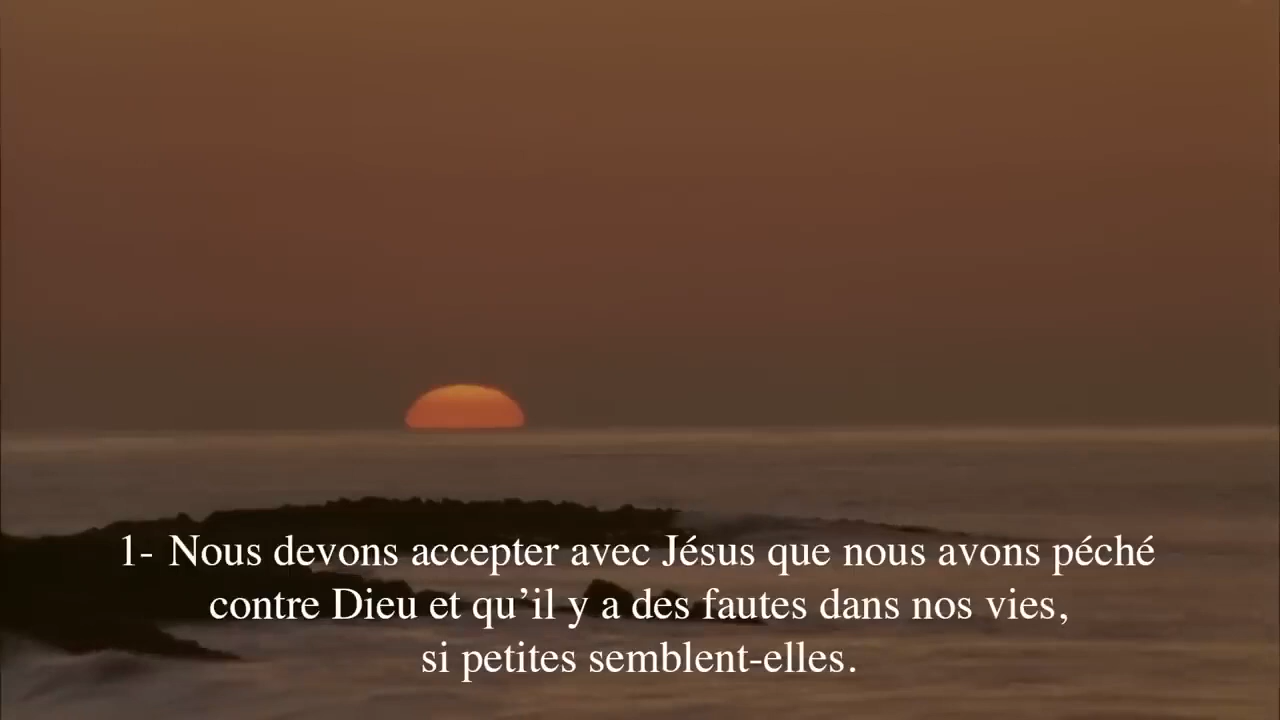 1- Nous devons accepter avec Jésus que nous avons péché
contre Dieu et qu’il y a des fautes dans nos vies,
si petites semblent-elles.